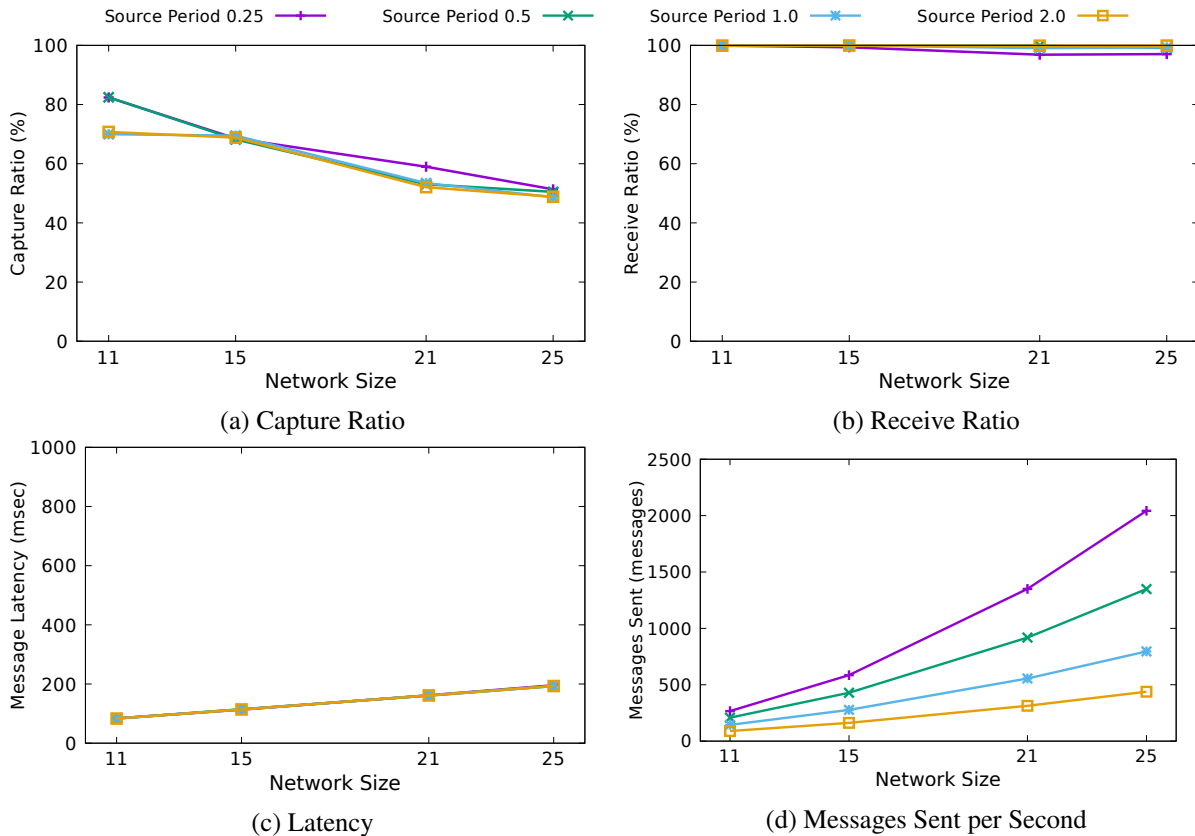 Source Period 0.25 Source Period 0.5 Source Period 1.0 Source Period 2.0
100
80
60
40
20
0
Capture Ratio (%)
11 15 21 25
Network Size
(a) Capture Ratio
100
80
60
40
20
0
Receive Ratio (%)
11 15 21 25
Network Size
(b) Receive Ratio
1000
800
600
400
200
0
Message Latency (msec)
11 15 21 25
Network Size
(c) Latency
2500
2000
1500
1000
500
0
Messages Sent (messages)
11 15 21 25
Network Size
(d) Messages Sent per Second